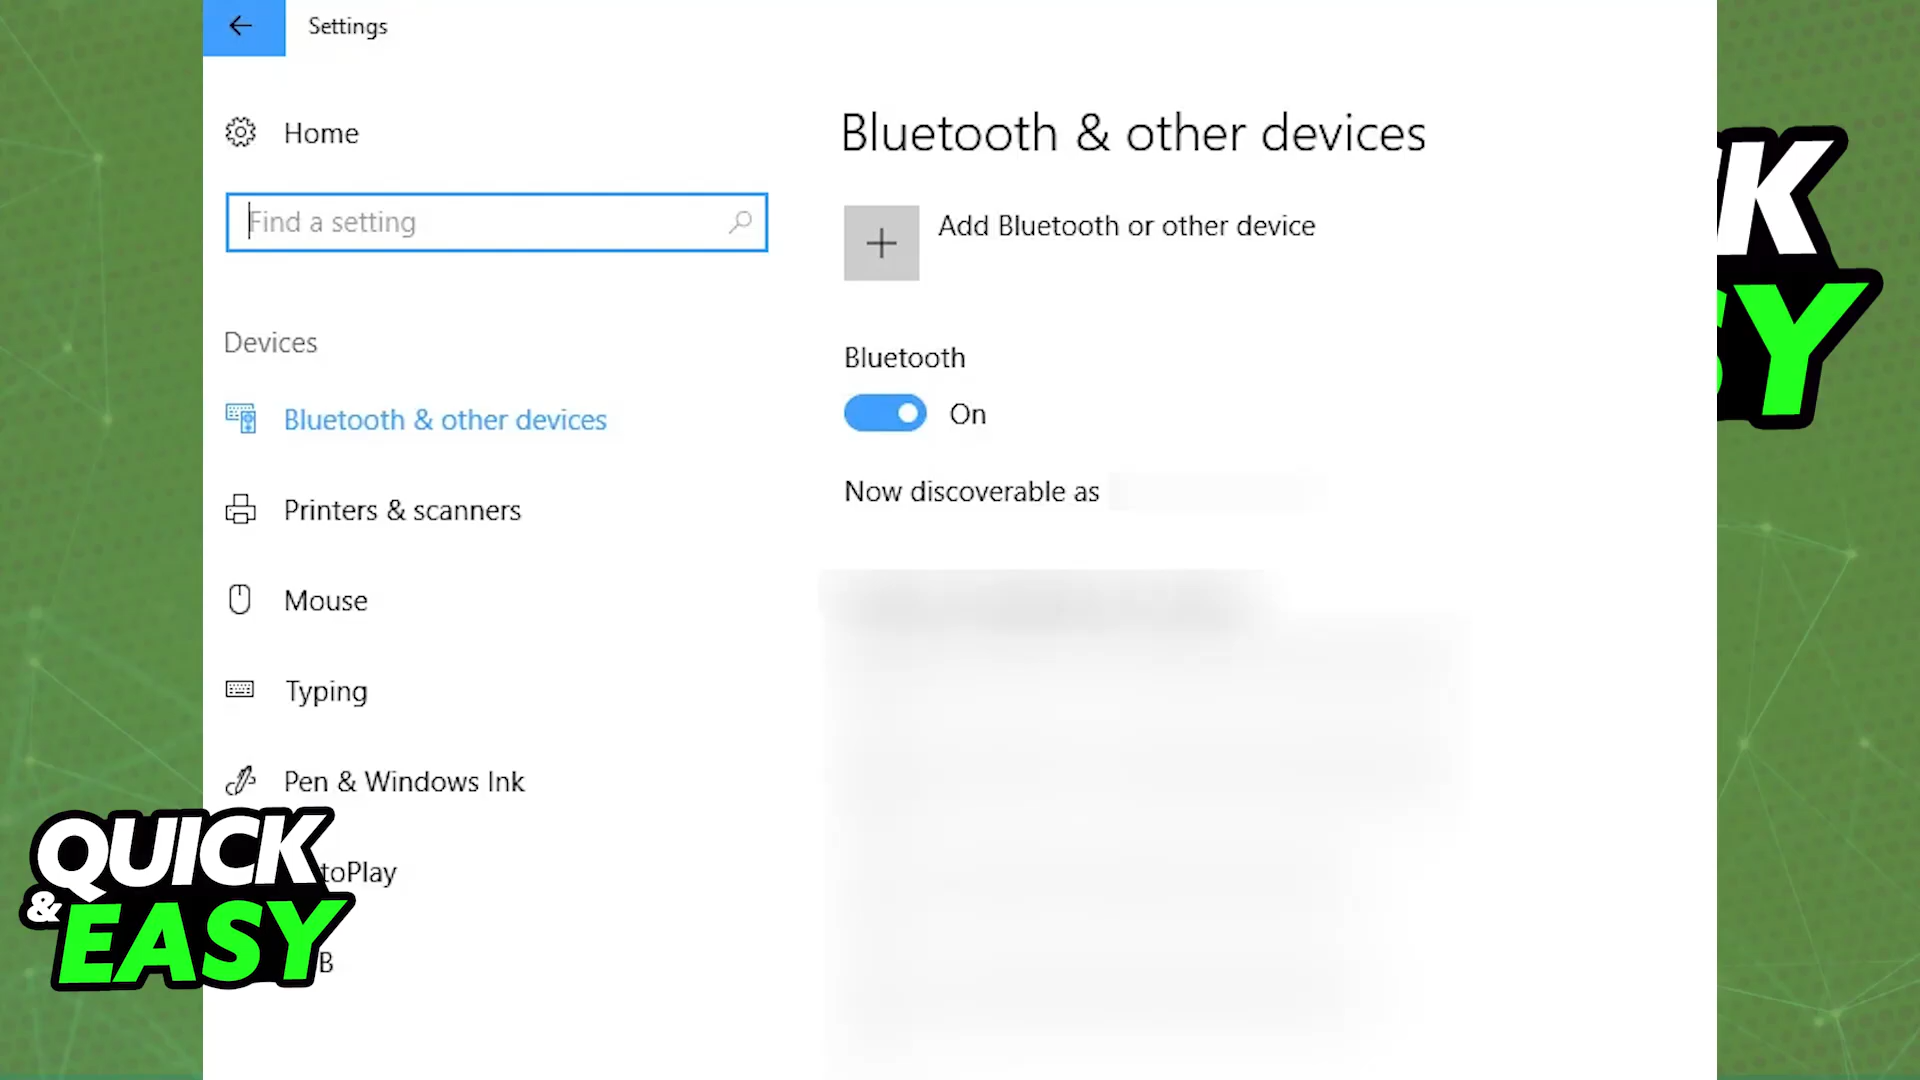 Settings
Home
Find a setting
Devices
Bluetooth & other devices
Printers & scanners
Mouse
Typing
Pen & Windows Ink
toPlay
B
Bluetooth & other devices
Add Bluetooth or other device
Bluetooth
On
Now discoverable as
QUICK
& EASY
K
SY